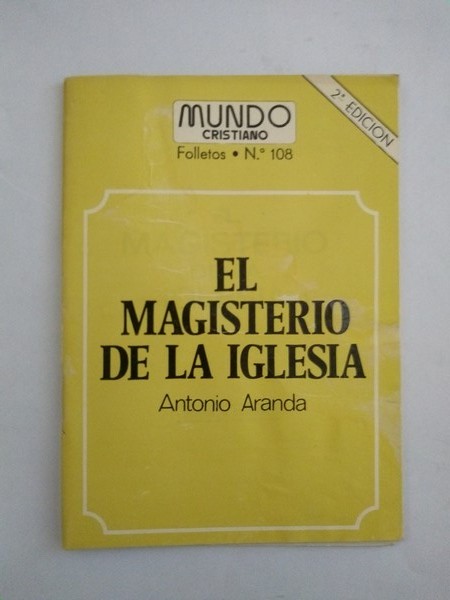 MUNDO
CRISTIANO
Folletos • N.º 108
2.ª EDICION
EL
MAGISTERIO
DE LA IGLESIA
Antonio Aranda